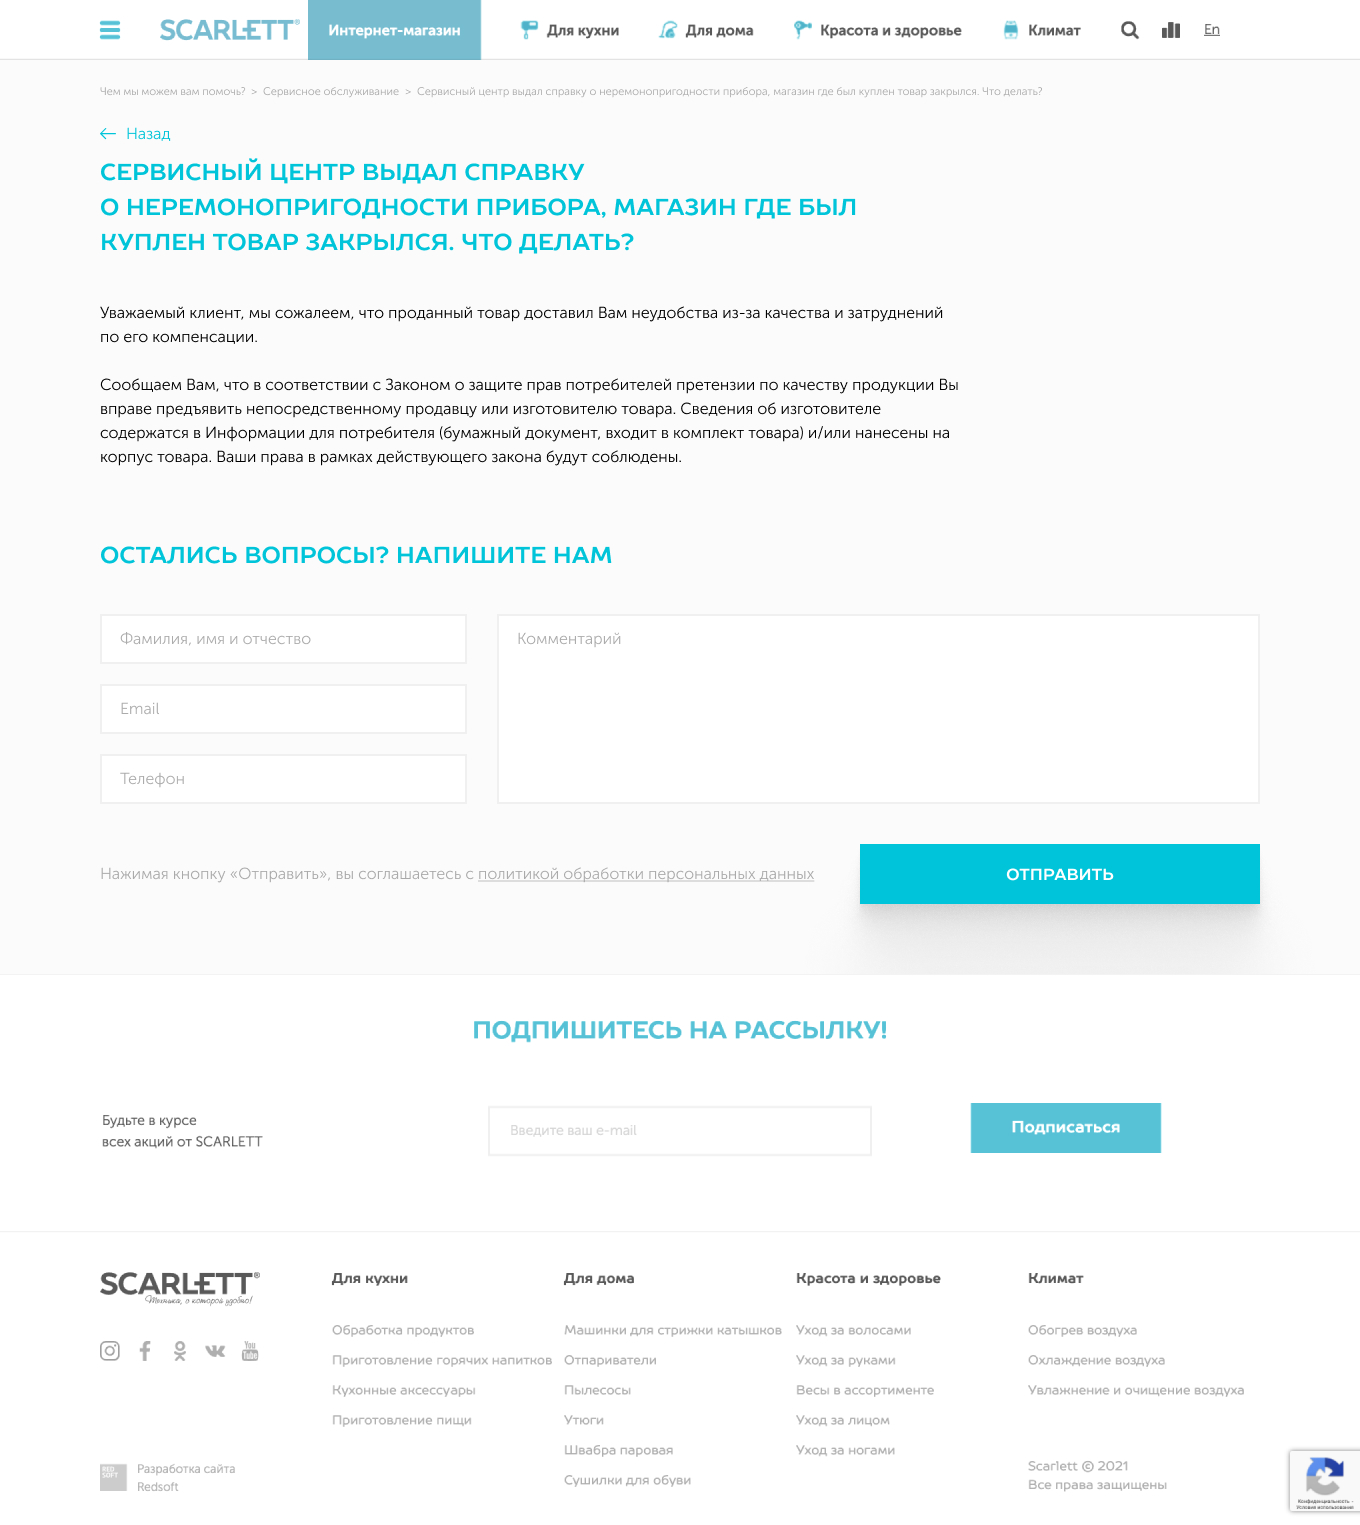 SCARLETT®
Интернет-магазин
Для кухни
Для дома
Красота и здоровье
Климат
En
Чем мы можем вам помочь? > Сервисное обслуживание > Сервисный центр выдал справку о неремонопригодности прибора, магазин где был куплен товар закрылся. Что делать?
Назад
СЕРВИСНЫЙ ЦЕНТР ВЫДАЛ СПРАВКУ
О НЕРЕМОНОПРИГОДНОСТИ ПРИБОРА, МАГАЗИН ГДЕ БЫЛ
КУПЛЕН ТОВАР ЗАКРЫЛСЯ. ЧТО ДЕЛАТЬ?
Уважаемый клиент, мы сожалеем, что проданный товар доставил Вам неудобства из-за качества и затруднений
по его компенсации.
Сообщаем Вам, что в соответствии с Законом о защите прав потребителей претензии по качеству продукции Вы
вправе предъявить непосредственному продавцу или изготовителю товара. Сведения об изготовителе
содержатся в Информации для потребителя (бумажный документ, входит в комплект товара) и/или нанесены на
корпус товара. Ваши права в рамках действующего закона будут соблюдены.
ОСТАЛИСЬ ВОПРОСЫ? НАПИШИТЕ НАМ
Фамилия, имя и отчество
Комментарий
Email
Телефон
Нажимая кнопку «Отправить», вы соглашаетесь с политикой обработки персональных данных
ОТПРАВИТЬ
ПОДПИШИТЕСЬ НА РАССЫЛКУ!
Будьте в курсе
всех акций от SCARLETT
Введите ваш e-mail
Подписаться
SCARLETT®
Техника, с которой удобно!
You
Tube
RED
SOFT
Разработка сайта
Redsoft
Для кухни
Обработка продуктов
Приготовление горячих напитков
Кухонные аксессуары
Приготовление пищи
Для дома
Машинки для стрижки катышков
Отпариватели
Пылесосы
Утюги
Швабра паровая
Сушилки для обуви
Красота и здоровье
Уход за волосами
Уход за руками
Весы в ассортименте
Уход за лицом
Уход за ногами
Климат
Обогрев воздуха
Охлаждение воздуха
Увлажнение и очищение воздуха
Scarlett © 2021
Все права защищены
Конфиденциальность -
Условия использования